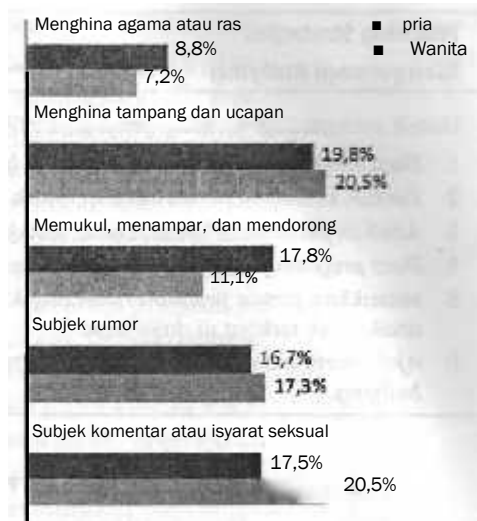 Menghina agama atau ras
pria
8,8%
Wanita
7,2%
Menghina tampang dan ucapan
19,8%
20,5%
Memukul, menampar, dan mendorong
17,8%
11,1%
Subjek rumor
16,7%
17,3%
Subjek komentar atau isyarat seksual
17,5%
20,5%